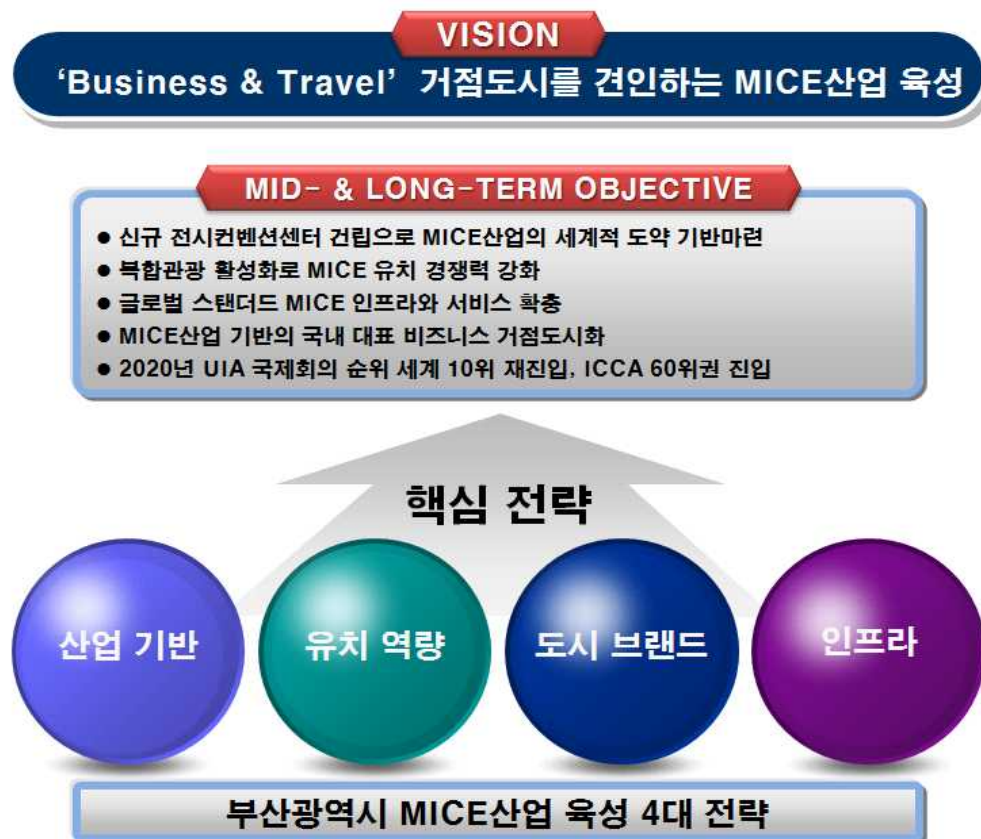 VISION
‘Business & Travel’ 거점도시를 견인하는 MICE산업 육성
MID- & LONG-TERM OBJECTIVE
● 신규 전시컨벤션센터 건립으로 MICE산업의 세계적 도약 기반마련
● 복합관광 활성화로 MICE 유치 경쟁력 강화
● 글로벌 스탠더드 MICE 인프라와 서비스 확충
● MICE산업 기반의 국내 대표 비즈니스 거점도시화
● 2020년 UIA 국제회의 순위 세계 10위 재진입, ICCA 60위권 진입
핵심 전략
산업 기반
유치 역량
도시 브랜드
인프라
부산광역시 MICE산업 육성 4대 전략